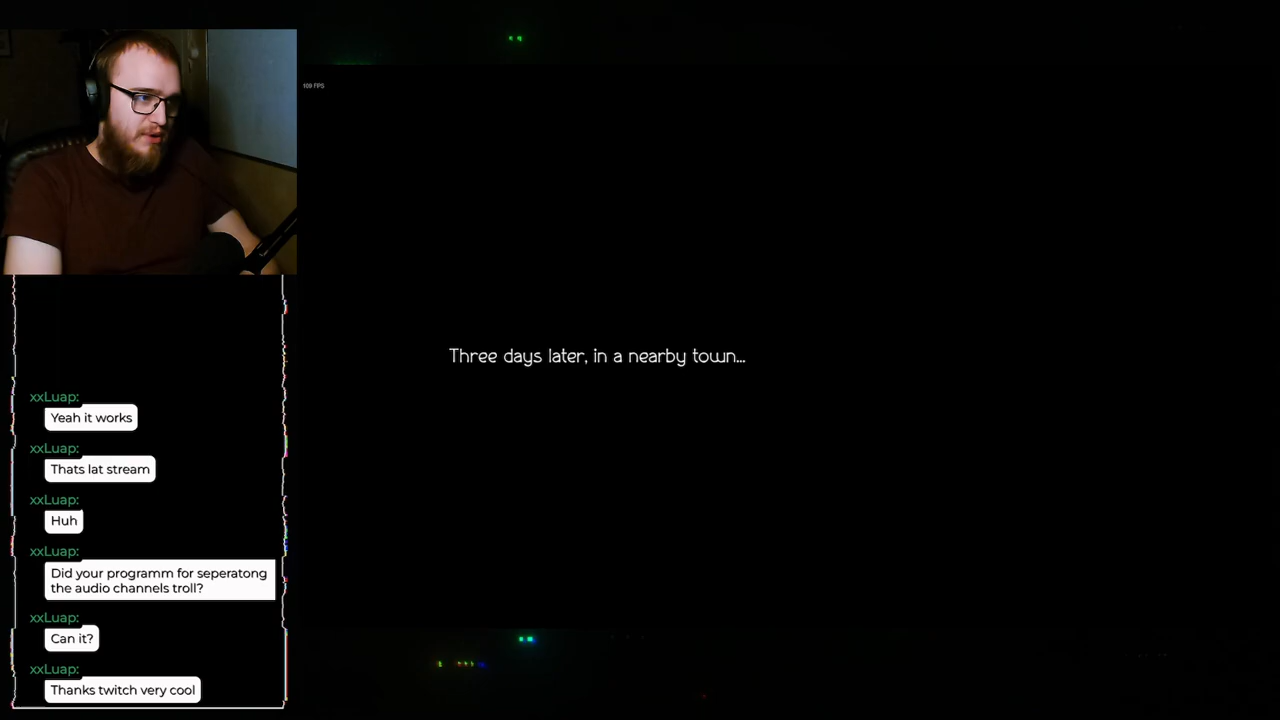 109 FPS
Three days later, in a nearby town...
xxLuap:
Yeah it works
xxLuap:
Thats lat stream
xxLuap:
Huh
xxLuap:
Did your programm for seperatong
the audio channels troll?
xxLuap:
Can it?
xxLuap:
Thanks twitch very cool